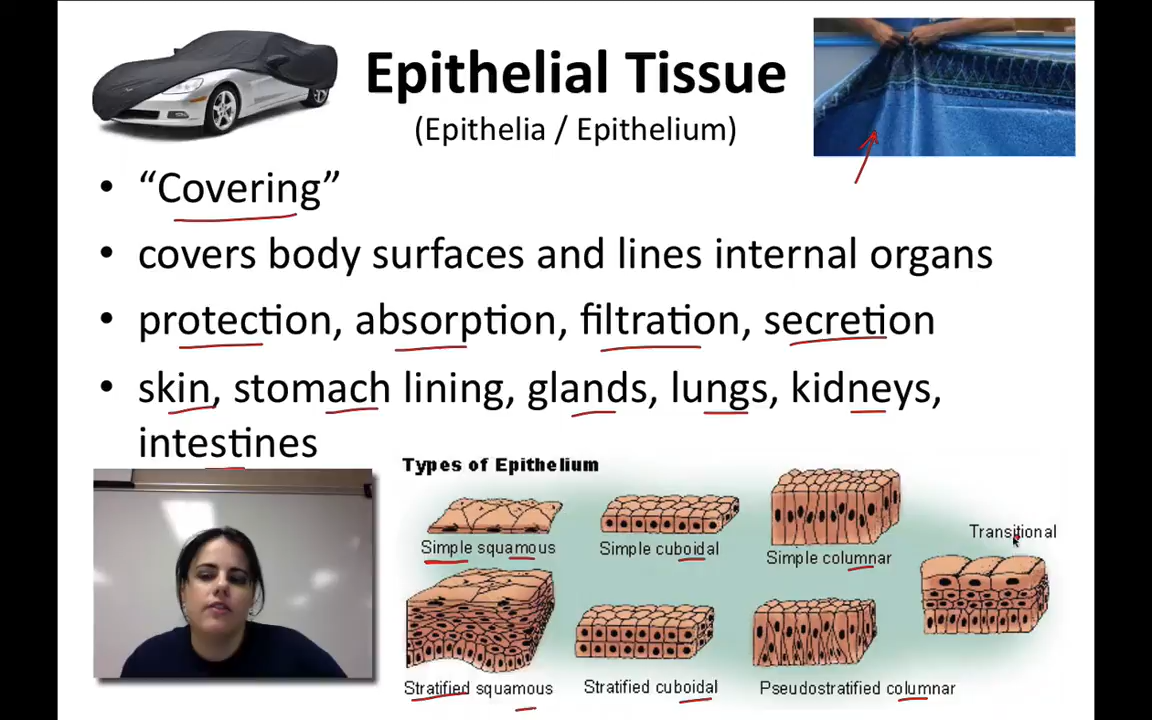 Epithelial Tissue
(Epithelia / Epithelium)
• “Covering”
• covers body surfaces and lines internal organs
• protection, absorption, filtration, secretion
• skin, stomach lining, glands, lungs, kidneys,
intestines
Types of Epithelium
Simple squamous
Simple cuboidal
Simple columnar
Transitional
Stratified squamous
Stratified cuboidal
Pseudostratified columnar